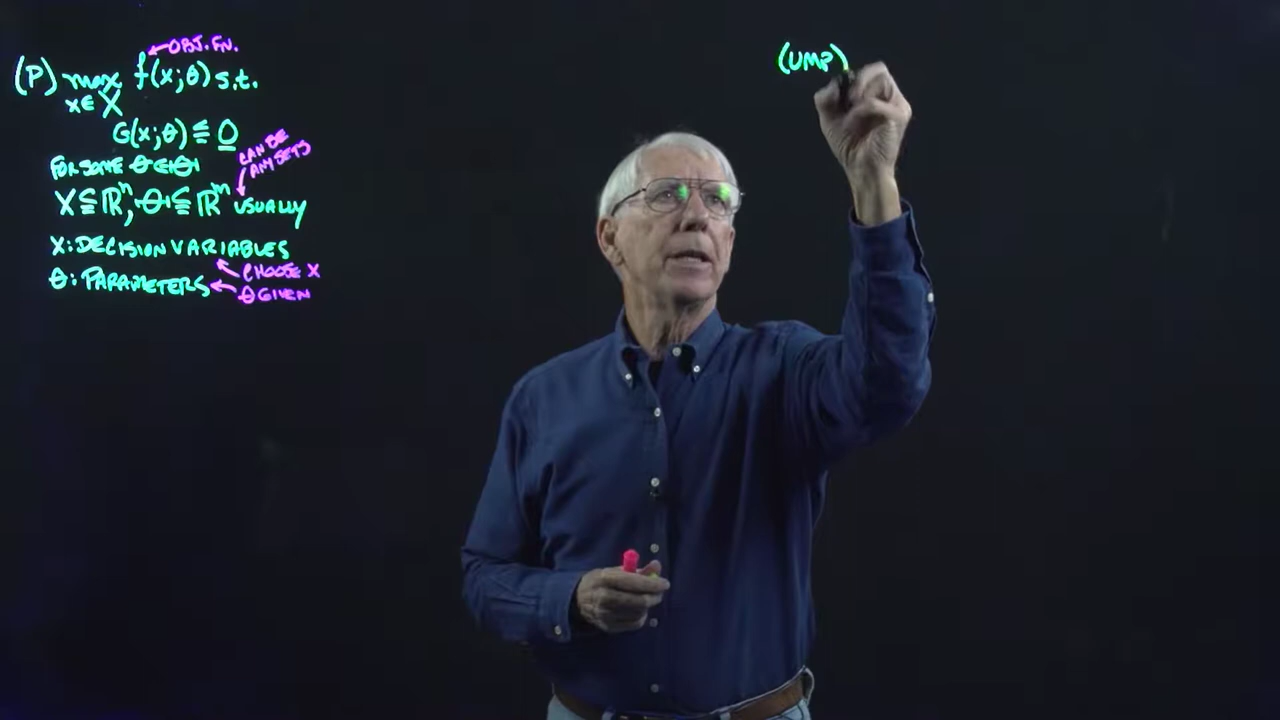 OBJ. FN.
(P) max f(x;θ) s.t.
x∈X
G(x;θ) ≦ 0
CAN BE
ANY SETS
FOR SOME θ∈Θ
X⊆ℝⁿ, Θ⊆ℝᵐ USUALLY
X: DECISION VARIABLES
CHOOSE X
θ: PARAMETERS
θ GIVEN
(UMP)